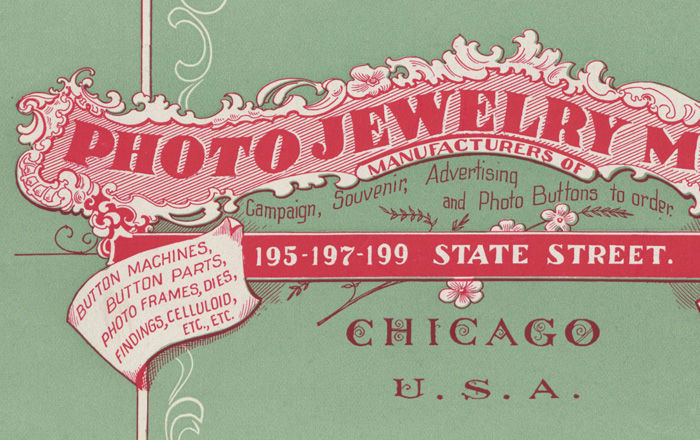 PHOTO JEWELRY M
MANUFACTURERS OF
Campaign, Souvenir, Advertising
and Photo Buttons to order.
195-197-199 STATE STREET.
BUTTON MACHINES,
BUTTON PARTS,
PHOTO FRAMES, DIES,
FINDINGS, CELLULOID,
ETC., ETC.
CHICAGO
U.S.A.